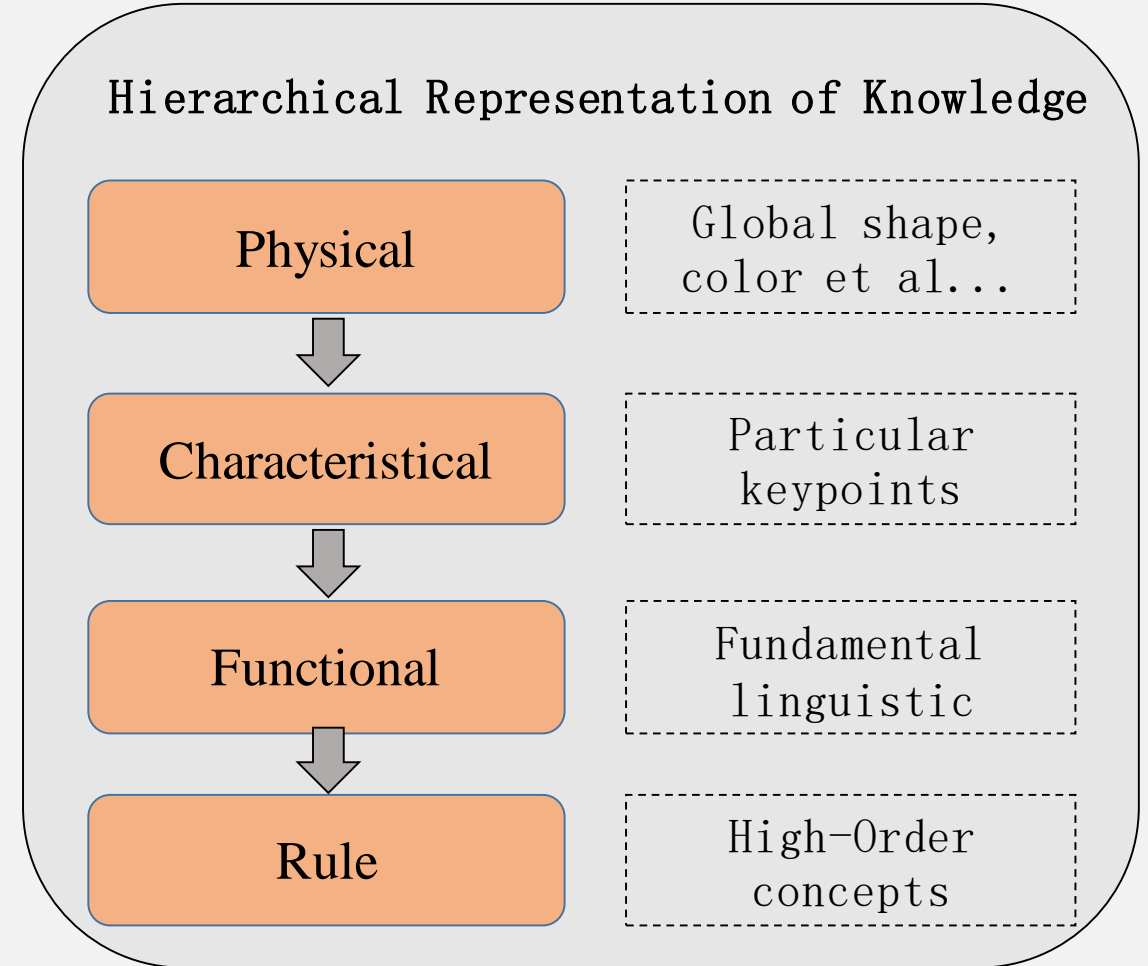 Hierarchical Representation of Knowledge
Physical
Global shape,
color et al...
Characteristical
Particular
keypoints
Functional
Fundamental
linguistic
Rule
High-Order
concepts